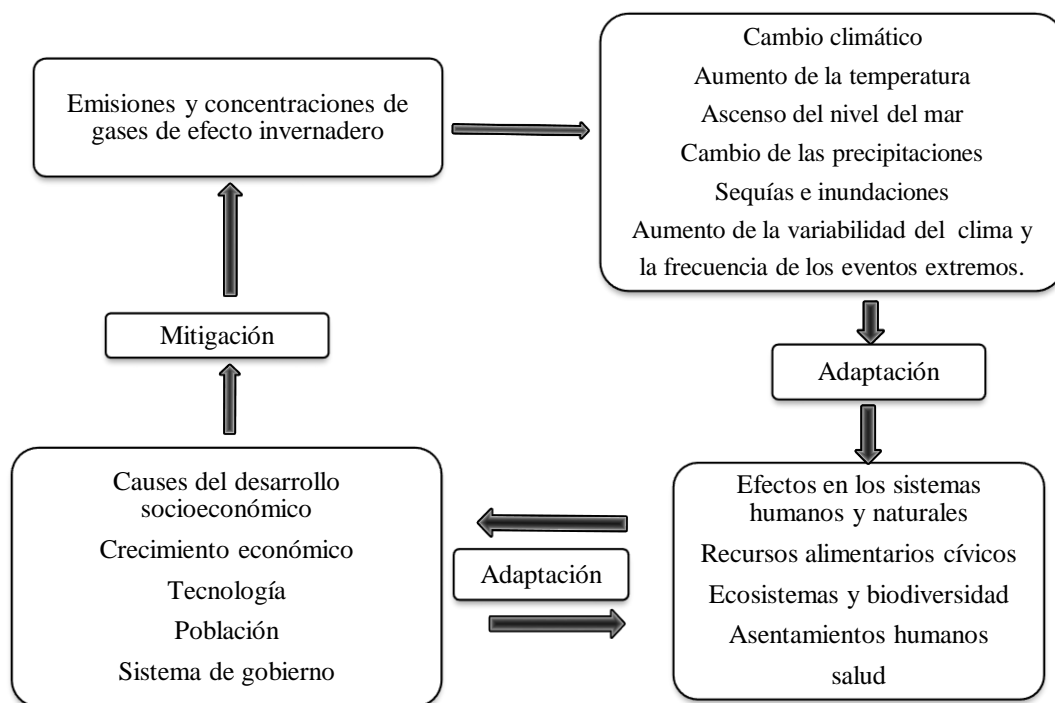 Emisiones y concentraciones de
gases de efecto invernadero
Cambio climático
Aumento de la temperatura
Ascenso del nivel del mar
Cambio de las precipitaciones
Sequías e inundaciones
Aumento de la variabilidad del clima y
la frecuencia de los eventos extremos.
Mitigación
Adaptación
Causes del desarrollo
socioeconómico
Crecimiento económico
Tecnología
Población
Sistema de gobierno
Adaptación
Efectos en los sistemas
humanos y naturales
Recursos alimentarios cívicos
Ecosistemas y biodiversidad
Asentamientos humanos
salud